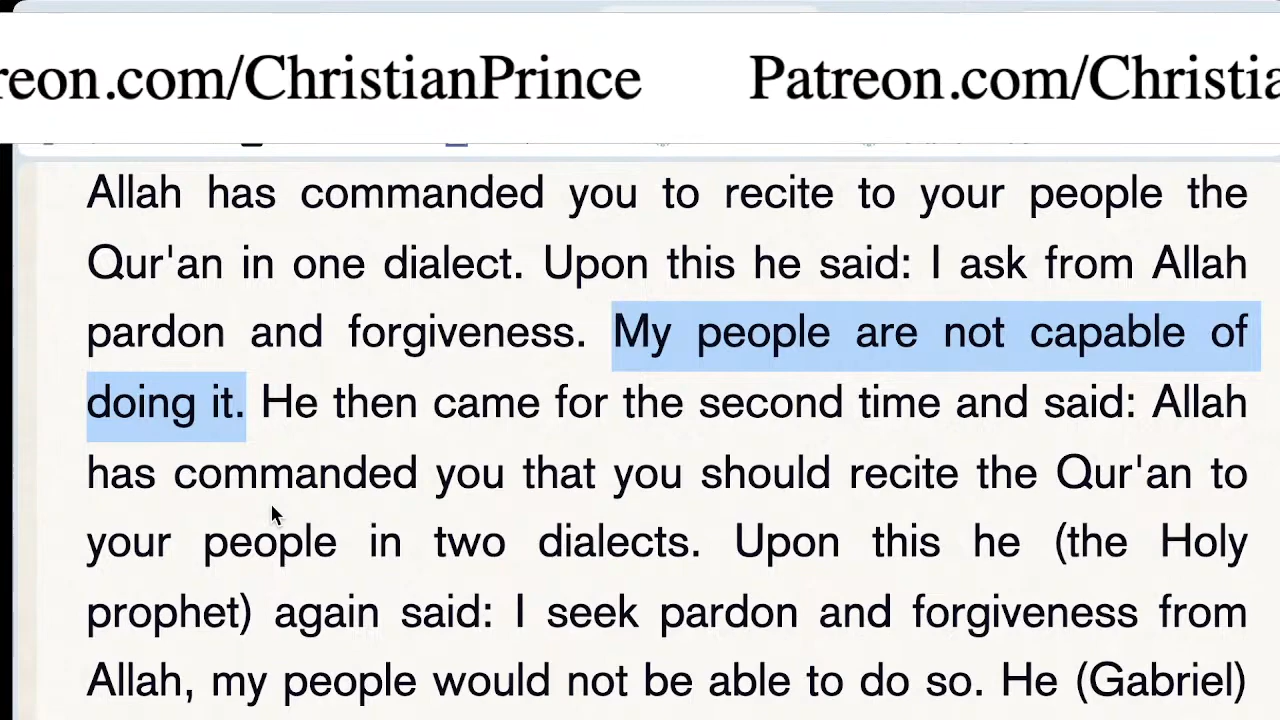 reon.com/ChristianPrince Patreon.com/Christia
Allah has commanded you to recite to your people the
Qur'an in one dialect. Upon this he said: I ask from Allah
pardon and forgiveness. My people are not capable of
doing it. He then came for the second time and said: Allah
has commanded you that you should recite the Qur'an to
your people in two dialects. Upon this he (the Holy
prophet) again said: I seek pardon and forgiveness from
Allah, my people would not be able to do so. He (Gabriel)